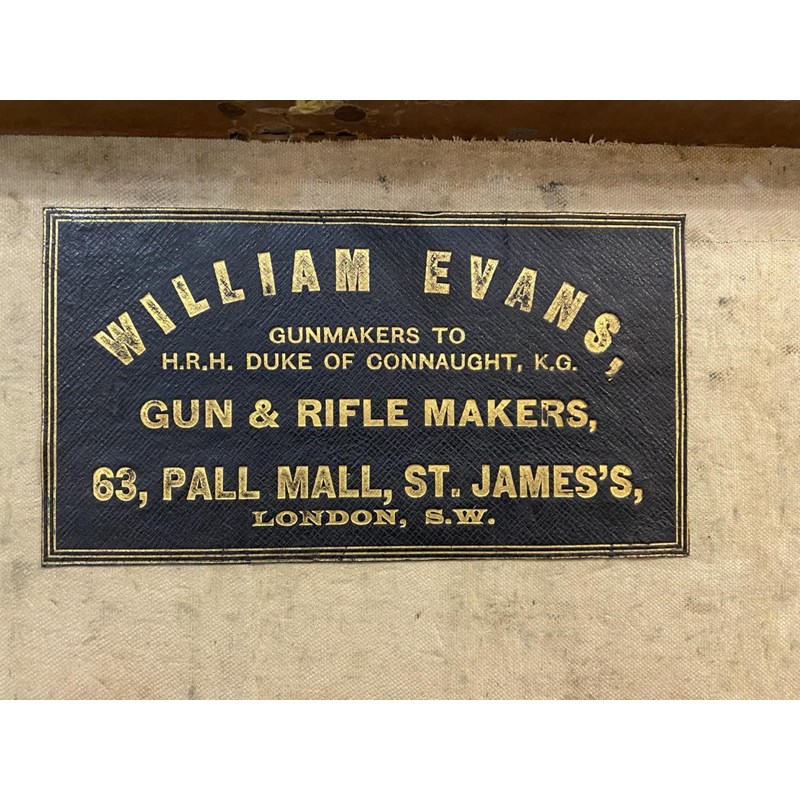 WILLIAM EVANS,
GUNMAKERS TO
H.R.H. DUKE OF CONNAUGHT, K.G.
GUN & RIFLE MAKERS,
63, PALL MALL, ST. JAMES'S,
LONDON, S.W.